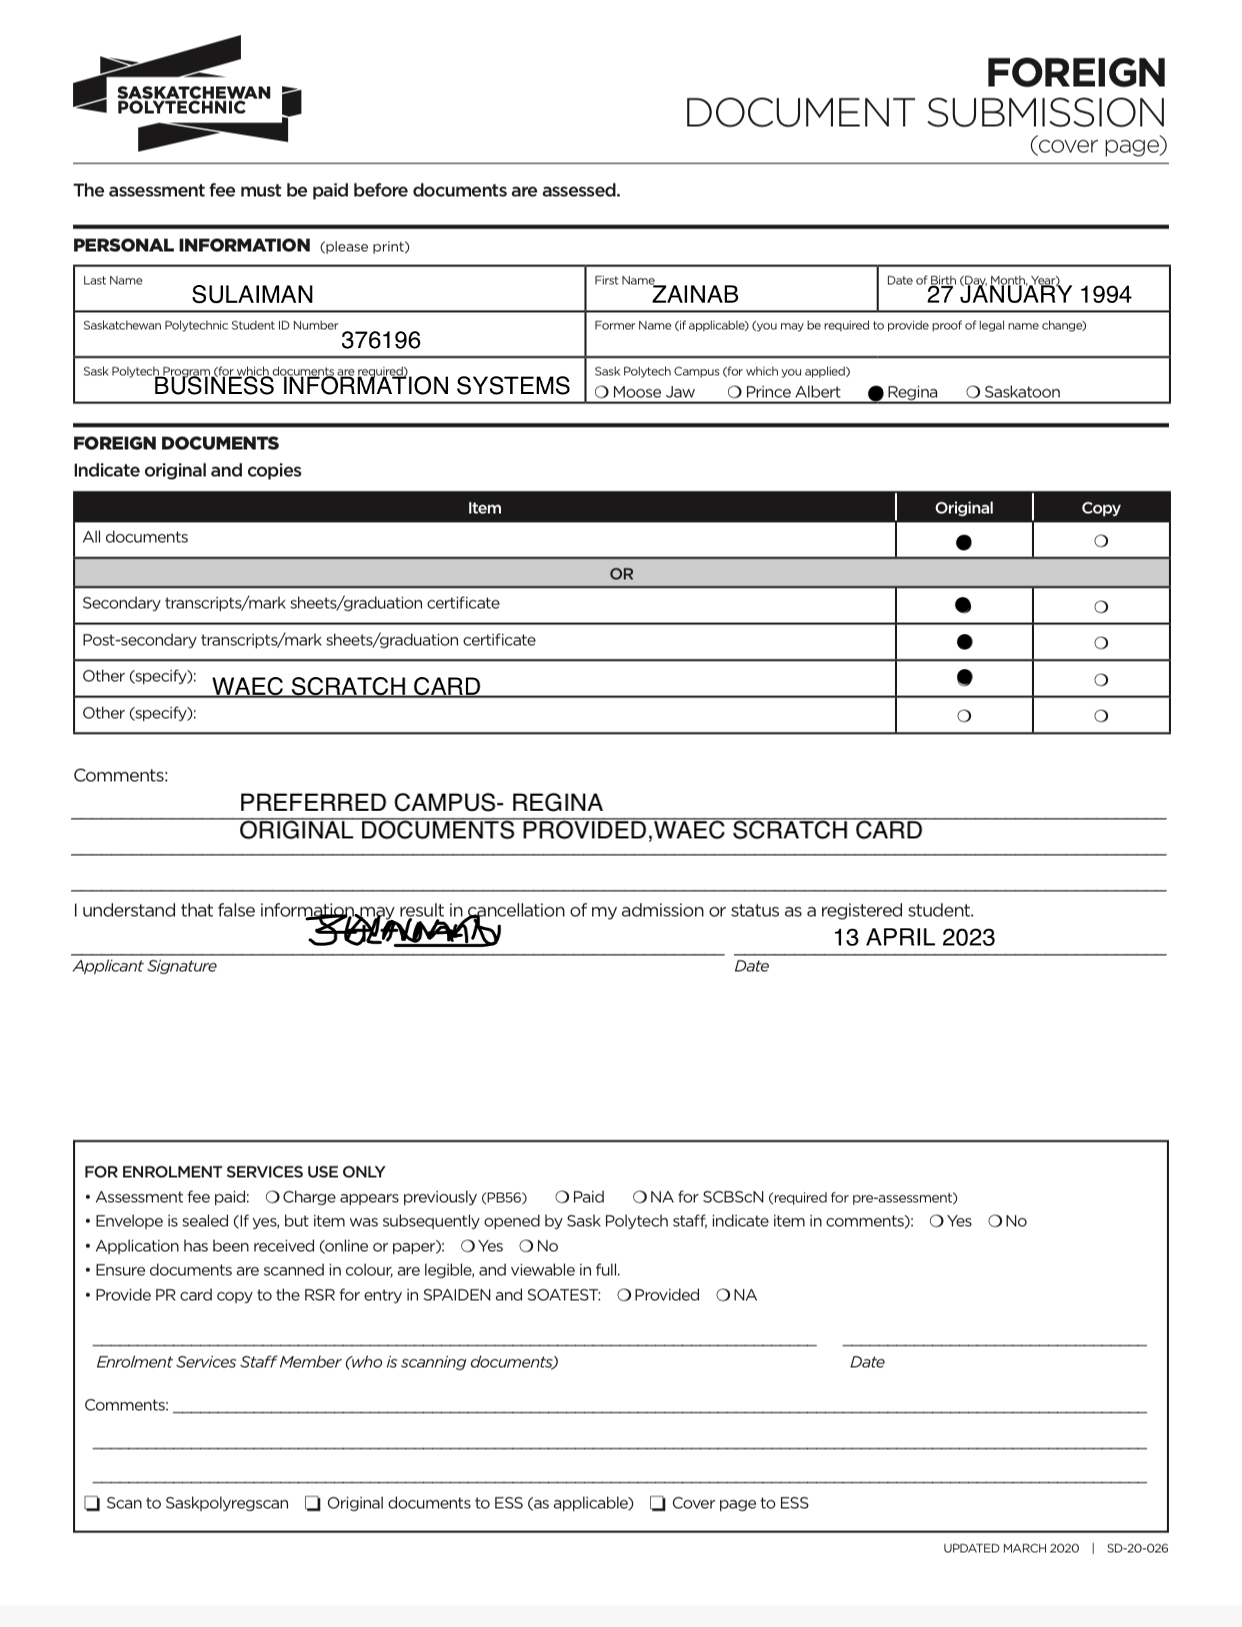 SASKATCHEWAN
POLYTECHNIC
FOREIGN
DOCUMENT SUBMISSION
(cover page)
The assessment fee must be paid before documents are assessed.
PERSONAL INFORMATION (please print)
Last Name SULAIMAN First Name ZAINAB Date of Birth (Day, Month, Year) 27 JANUARY 1994
Saskatchewan Polytechnic Student ID Number 376196 Former Name (if applicable) (you may be required to provide proof of legal name change)
Sask Polytech Program (for which documents are required) BUSINESS INFORMATION SYSTEMS Sask Polytech Campus (for which you applied)
❍ Moose Jaw ❍ Prince Albert ● Regina ❍ Saskatoon
FOREIGN DOCUMENTS
Indicate original and copies
Item Original Copy
All documents ● ❍
OR
Secondary transcripts/mark sheets/graduation certificate ● ❍
Post-secondary transcripts/mark sheets/graduation certificate ● ❍
Other (specify): WAEC SCRATCH CARD ● ❍
Other (specify): ❍ ❍
Comments:
PREFERRED CAMPUS- REGINA
ORIGINAL DOCUMENTS PROVIDED,WAEC SCRATCH CARD
I understand that false information may result in cancellation of my admission or status as a registered student.
13 APRIL 2023
Applicant Signature Date
FOR ENROLMENT SERVICES USE ONLY
• Assessment fee paid: ❍ Charge appears previously (PB56) ❍ Paid ❍ NA for SCBScN (required for pre-assessment)
• Envelope is sealed (If yes, but item was subsequently opened by Sask Polytech staff, indicate item in comments): ❍ Yes ❍ No
• Application has been received (online or paper): ❍ Yes ❍ No
• Ensure documents are scanned in colour, are legible, and viewable in full.
• Provide PR card copy to the RSR for entry in SPAIDEN and SOATEST: ❍ Provided ❍ NA
Enrolment Services Staff Member (who is scanning documents) Date
Comments:
❏ Scan to Saskpolyregscan ❏ Original documents to ESS (as applicable) ❏ Cover page to ESS
UPDATED MARCH 2020 | SD-20-026